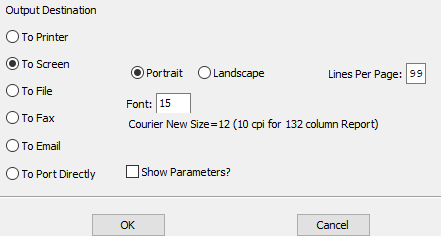 Output Destination
To Printer
To Screen
Portrait Landscape Lines Per Page: 99
To File
Font: 15
To Fax
Courier New Size=12 (10 cpi for 132 column Report)
To Email
To Port Directly
Show Parameters?
OK Cancel